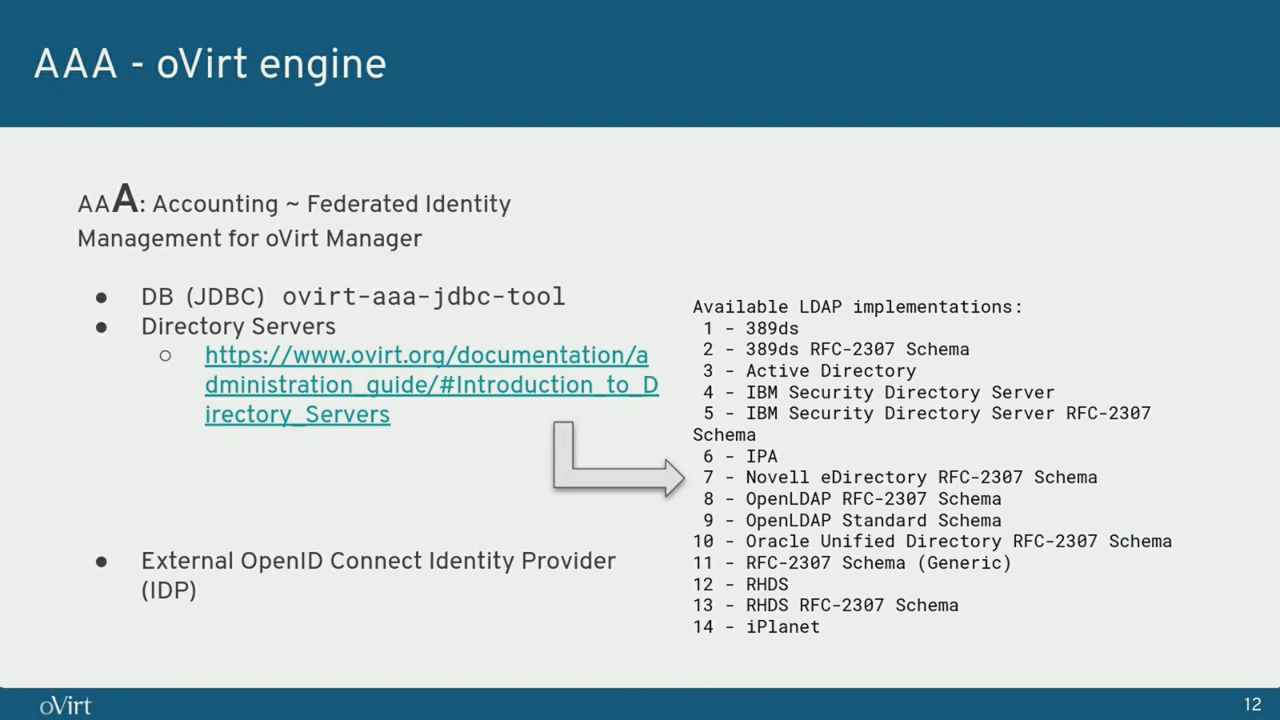 AAA - oVirt engine
AAA: Accounting ~ Federated Identity
Management for oVirt Manager
● DB (JDBC) ovirt-aaa-jdbc-tool
● Directory Servers
○ https://www.ovirt.org/documentation/a
dministration_guide/#Introduction_to_D
irectory_Servers
● External OpenID Connect Identity Provider
(IDP)
Available LDAP implementations:
1 - 389ds
2 - 389ds RFC-2307 Schema
3 - Active Directory
4 - IBM Security Directory Server
5 - IBM Security Directory Server RFC-2307
Schema
6 - IPA
7 - Novell eDirectory RFC-2307 Schema
8 - OpenLDAP RFC-2307 Schema
9 - OpenLDAP Standard Schema
10 - Oracle Unified Directory RFC-2307 Schema
11 - RFC-2307 Schema (Generic)
12 - RHDS
13 - RHDS RFC-2307 Schema
14 - iPlanet
oVirt
12